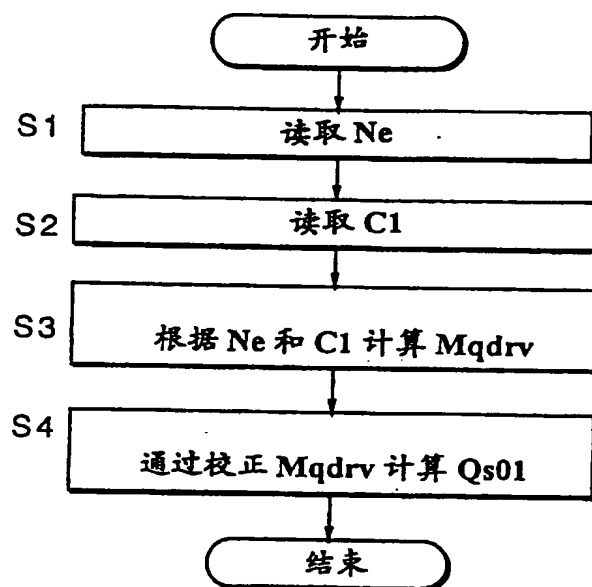 开始
S1
读取 Ne
S2
读取 C1
S3
根据 Ne 和 C1 计算 Mqdrv
S4
通过校正 Mqdrv 计算 Qs01
结束